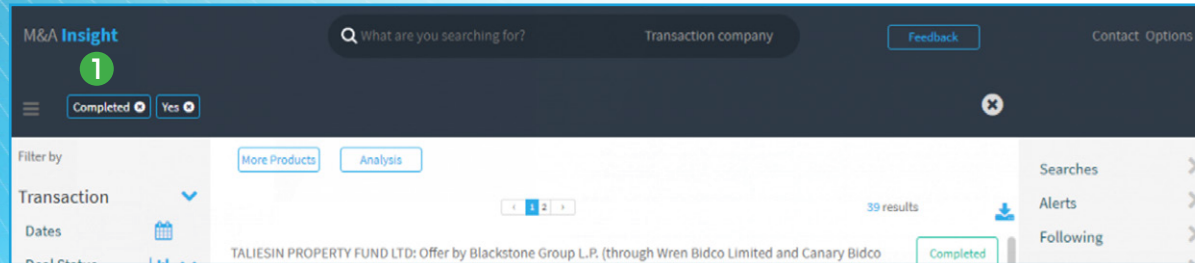 M&A Insight
What are you searching for?
Transaction company
Feedback
Contact Options
1
Completed
Yes
Filter by
More Products
Analysis
Searches
Transaction
1 2
39 results
Alerts
Dates
Following
TALIESIN PROPERTY FUND LTD: Offer by Blackstone Group L.P. (through Wren Bidco Limited and Canary Bidco
Completed
Deal Status